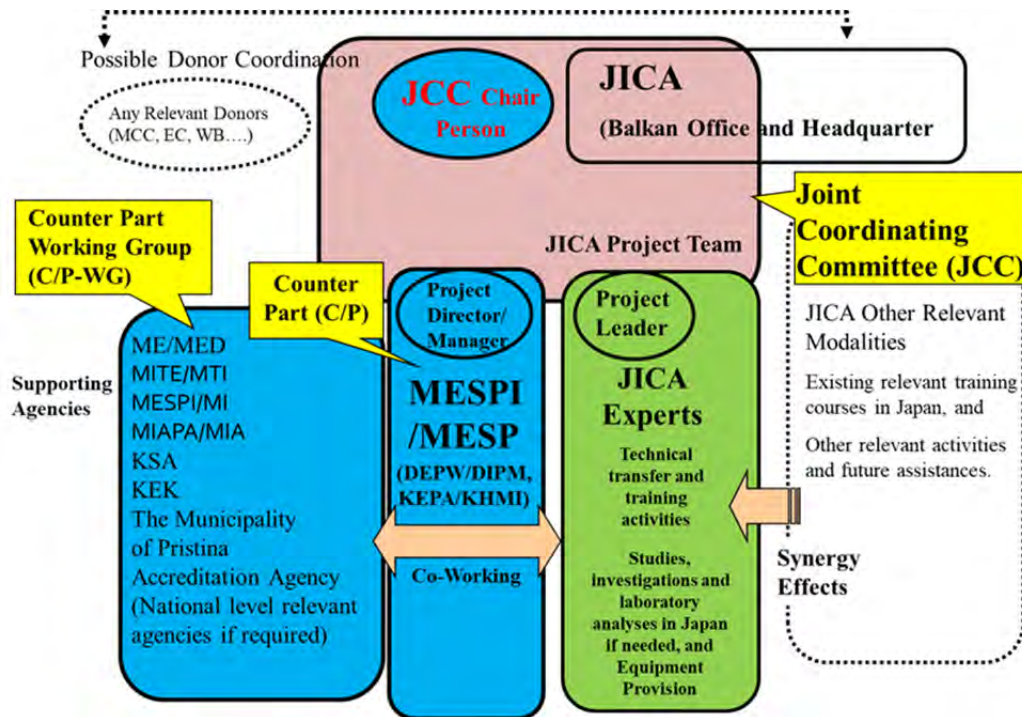 Possible Donor Coordination
Any Relevant Donors
(MCC, EC, WB....)
JCC Chair
Person
JICA
(Balkan Office and Headquarter
JICA Project Team
Joint
Coordinating
Committee (JCC)
Counter Part
Working Group
(C/P-WG)
Counter
Part (C/P)
Supporting
Agencies
ME/MED
MITE/MTI
MESPI/MI
MIAPA/MIA
KSA
KEK
The Municipality
of Pristina
Accreditation Agency
(National level relevant
agencies if required)
Project
Director/
Manager
MESPI
/MESP
(DEPW/DIPM,
KEPA/KHMI)
Co-Working
Project
Leader
JICA
Experts
Technical
transfer and
training
activities
Studies,
investigations and
laboratory
analyses in Japan
if needed, and
Equipment
Provision
JICA Other Relevant
Modalities
Existing relevant training
courses in Japan, and
Other relevant activities
and future assistances.
Synergy
Effects